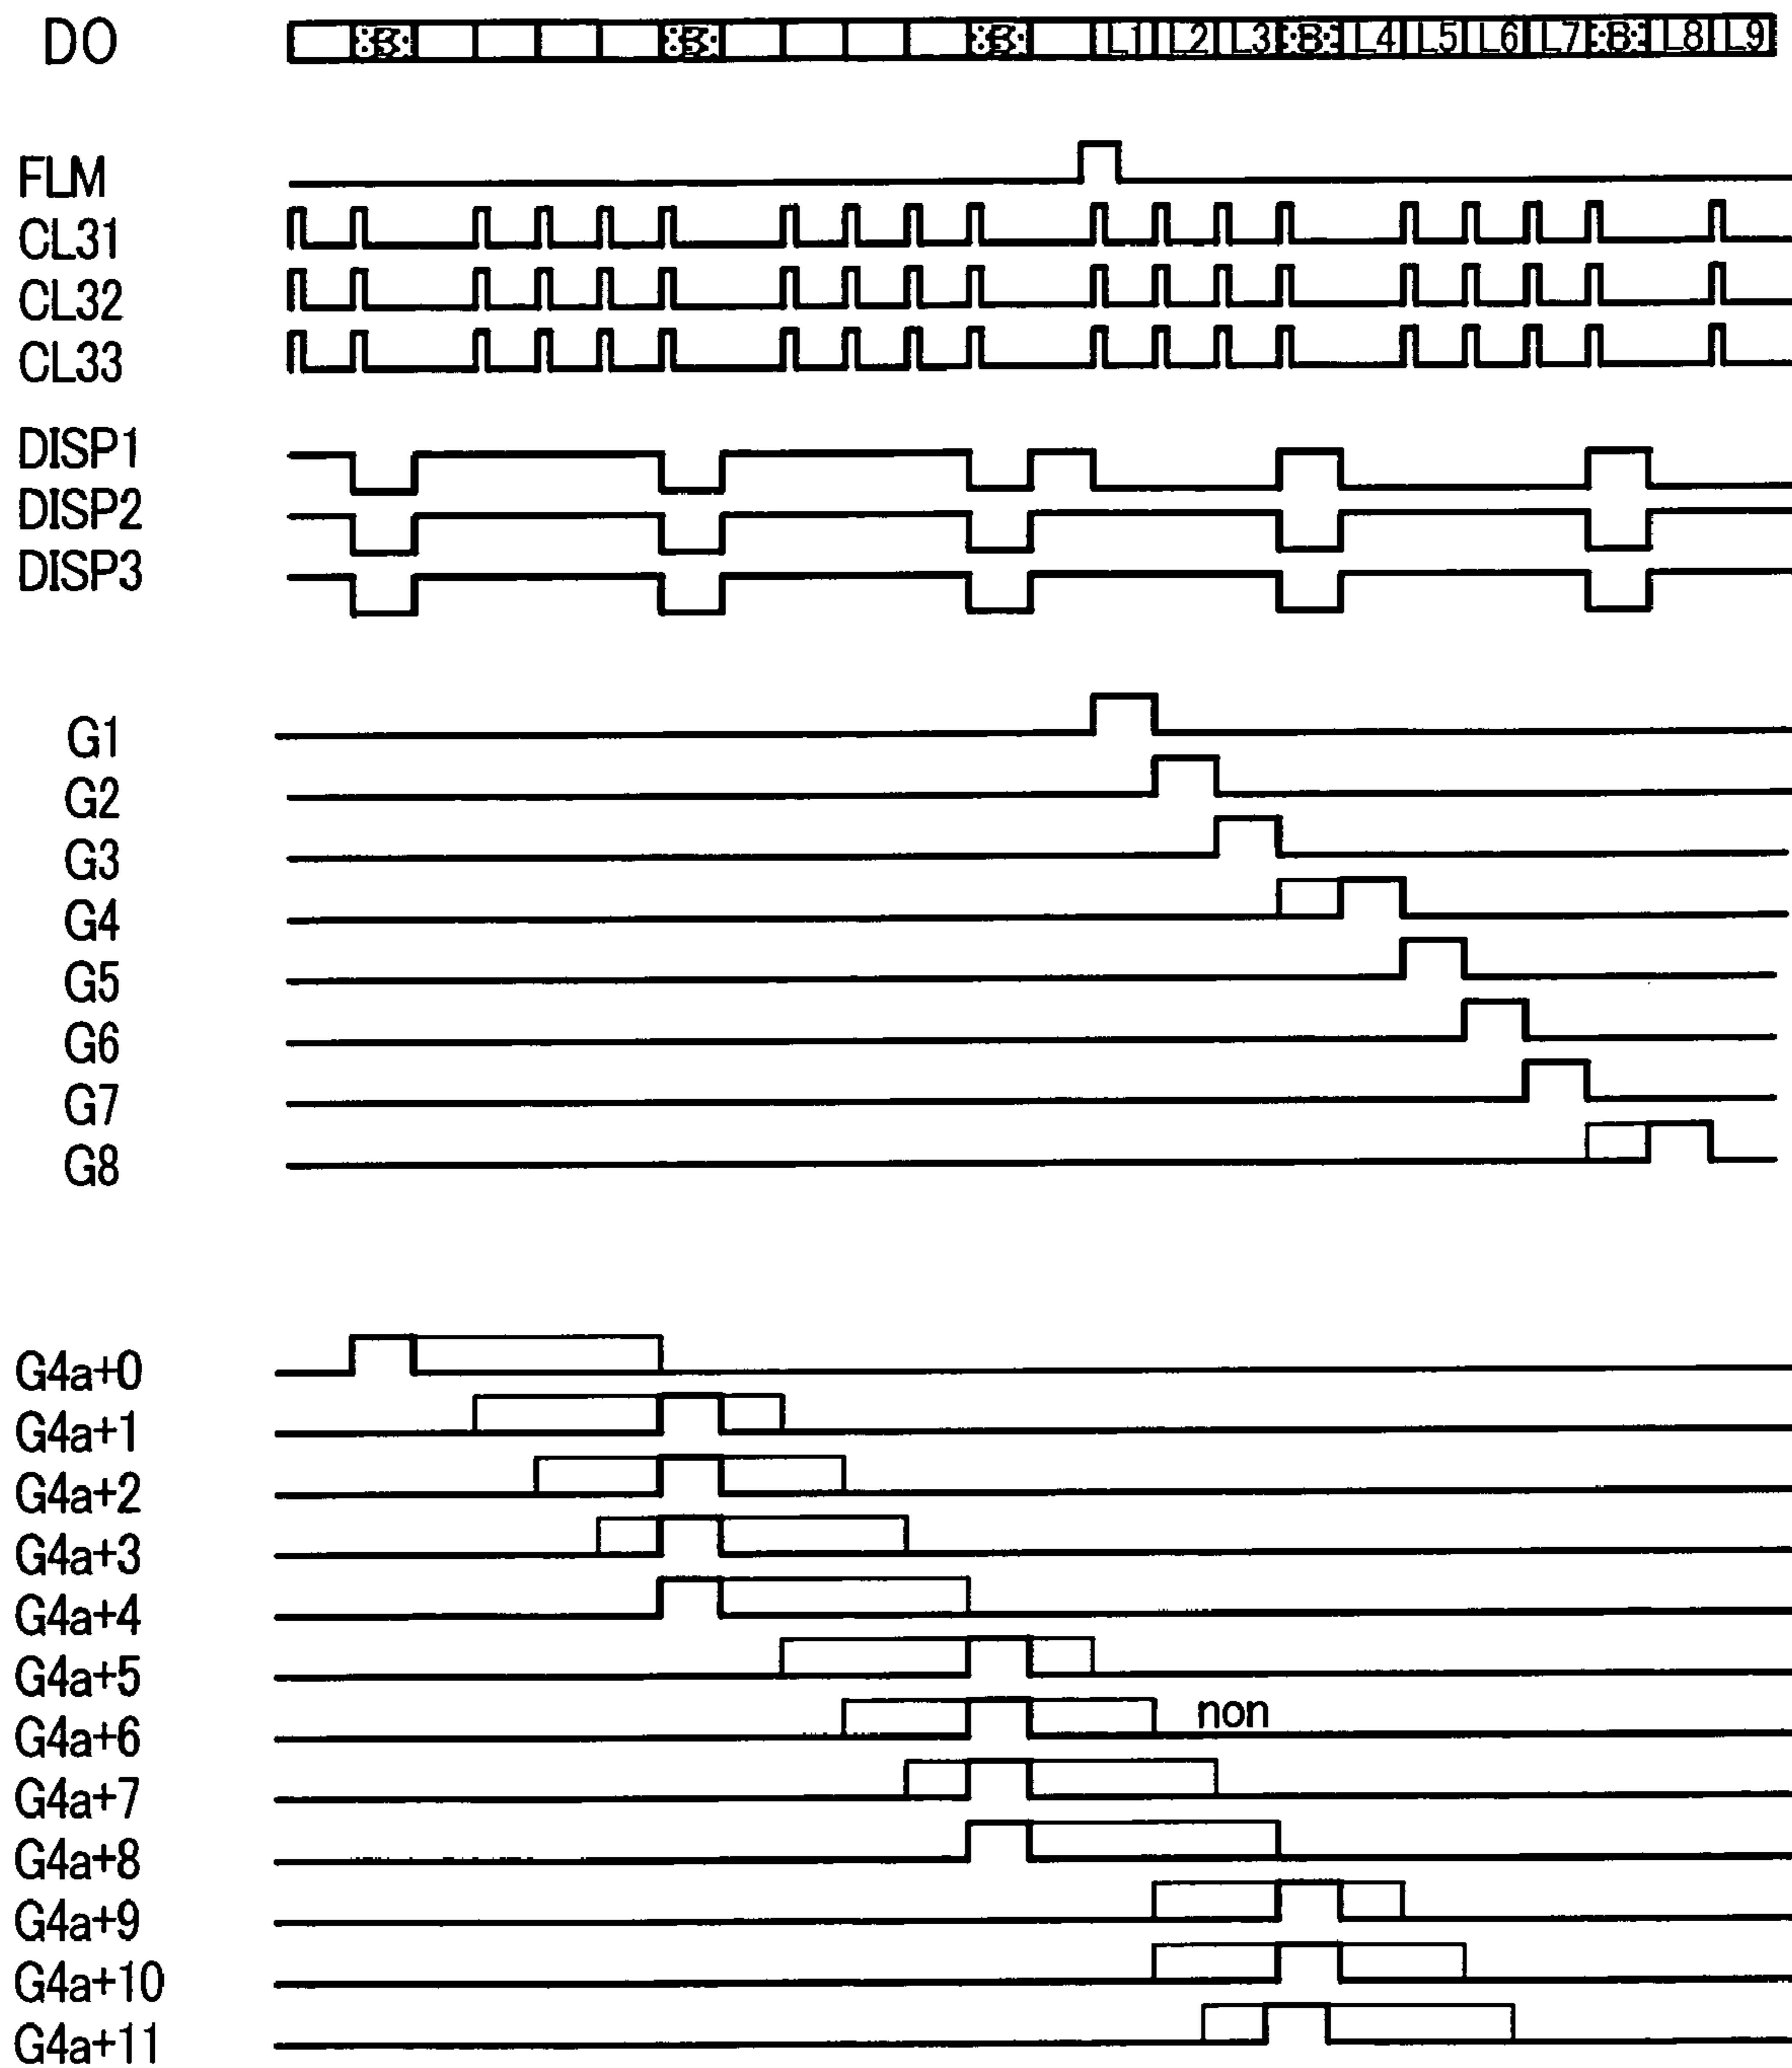 DO B B B L1 L2 L3 B L4 L5 L6 L7 B L8 L9
FLM
CL31
CL32
CL33
DISP1
DISP2
DISP3
G1
G2
G3
G4
G5
G6
G7
G8
G4a+0
G4a+1
G4a+2
G4a+3
G4a+4
G4a+5
G4a+6 non
G4a+7
G4a+8
G4a+9
G4a+10
G4a+11